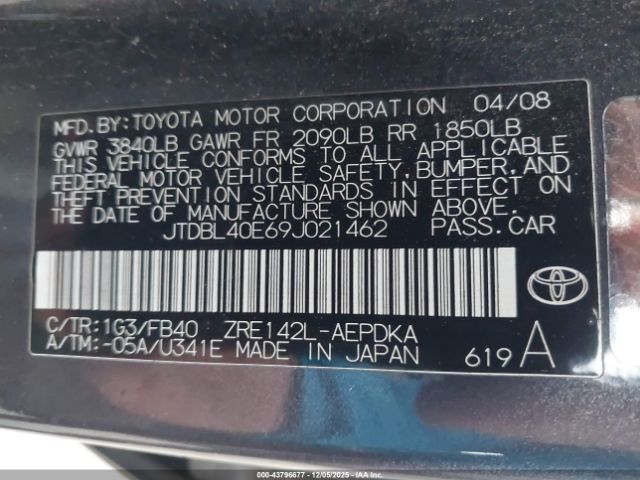 MFD.BY:TOYOTA MOTOR CORPORATION 04/08
GVWR 3840LB GAWR FR 2090LB RR 1850LB
THIS VEHICLE CONFORMS TO ALL APPLICABLE
FEDERAL MOTOR VEHICLE SAFETY,BUMPER,AND
THEFT PREVENTION STANDARDS IN EFFECT ON
THE DATE OF MANUFACTURE SHOWN ABOVE.
JTDBL40E69J021462 PASS.CAR
C/TR:1G3/FB40 ZRE142L-AEPDKA
A/TM:-05A/U341E MADE IN JAPAN
619 A
© - 43796677 - 12/05/2025 - IAA